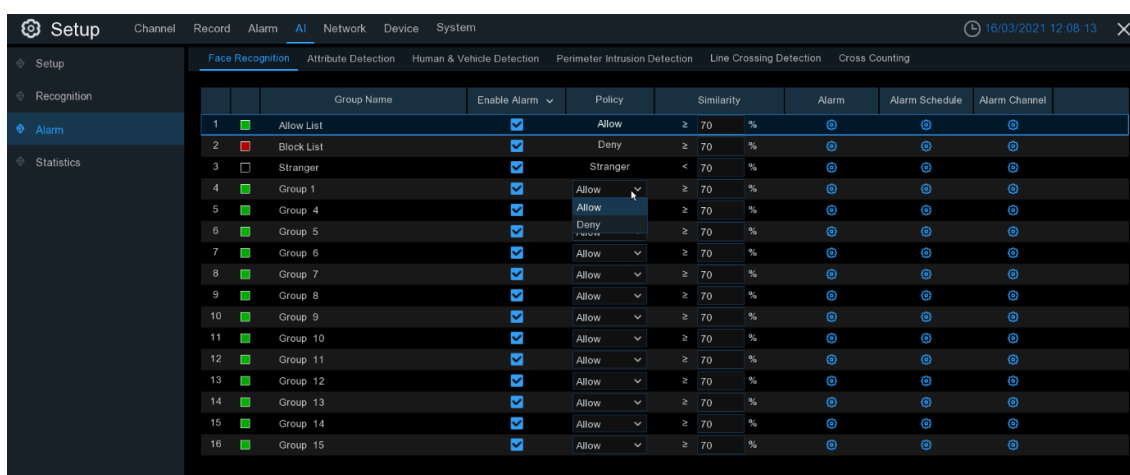 Setup Channel Record Alarm AI Network Device System 16/03/2021 12:08:13
Setup
Recognition
Alarm
Statistics
Face Recognition Attribute Detection Human & Vehicle Detection Perimeter Intrusion Detection Line Crossing Detection Cross Counting
Group Name Enable Alarm Policy Similarity Alarm Alarm Schedule Alarm Channel
1 Allow List Allow ≥ 70 %
2 Block List Deny ≥ 70 %
3 Stranger Stranger < 70 %
4 Group 1 Allow ≥ 70 %
5 Group 4 Allow ≥ 70 %
6 Group 5 Deny ≥ 70 %
7 Group 6 Allow ≥ 70 %
8 Group 7 Allow ≥ 70 %
9 Group 8 Allow ≥ 70 %
10 Group 9 Allow ≥ 70 %
11 Group 10 Allow ≥ 70 %
12 Group 11 Allow ≥ 70 %
13 Group 12 Allow ≥ 70 %
14 Group 13 Allow ≥ 70 %
15 Group 14 Allow ≥ 70 %
16 Group 15 Allow ≥ 70 %